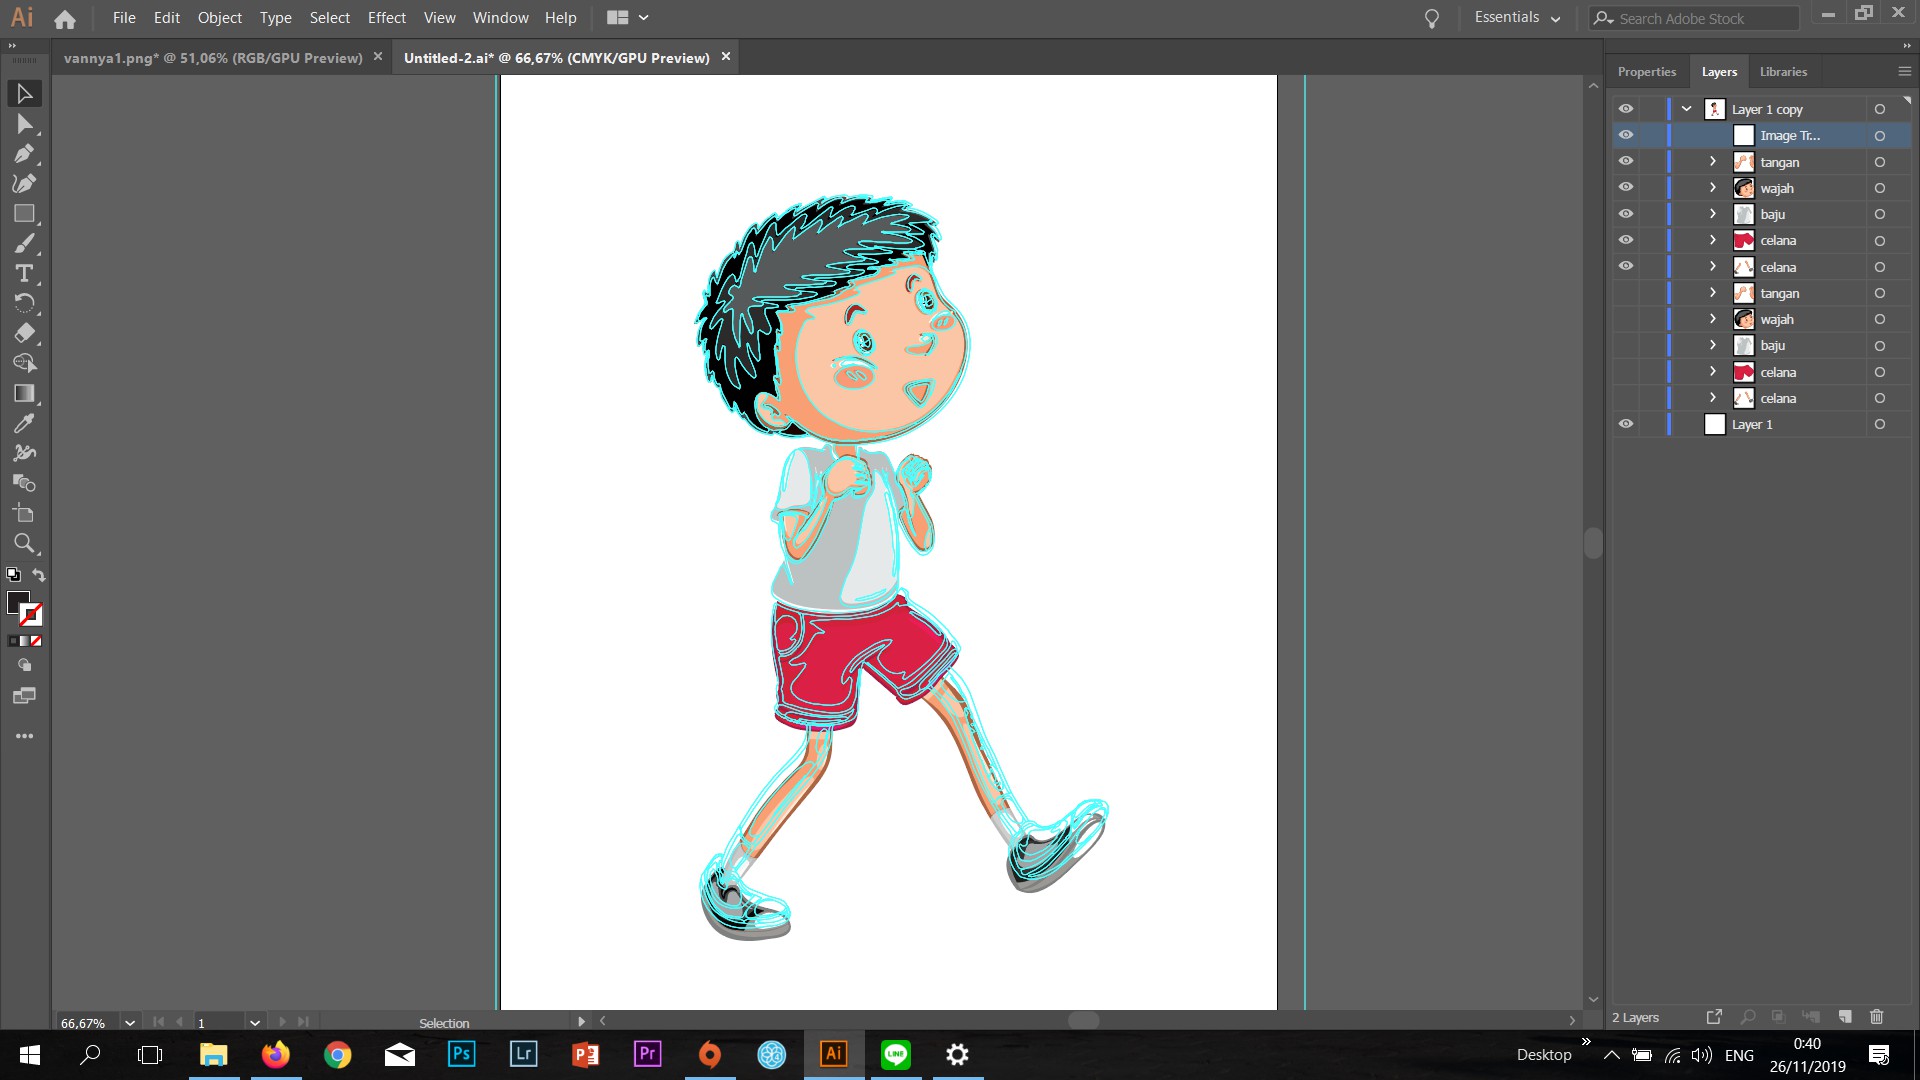 Ai File Edit Object Type Select Effect View Window Help Essentials Search Adobe Stock
vannya1.png* @ 51,06% (RGB/GPU Preview) Untitled-2.ai* @ 66,67% (CMYK/GPU Preview)
Properties Layers Libraries
Layer 1 copy
Image Tr...
tangan
wajah
baju
celana
celana
tangan
wajah
baju
celana
celana
Layer 1
66,67% 1 Selection
2 Layers
Ps Lr Pr Ai LINE
Desktop ENG
0:40
26/11/2019